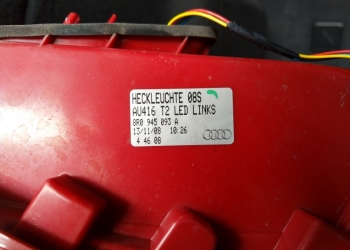 HECKLEUCHTE 08S
AU416 T2 LED LINKS
8R0 945 093 A
13/11/08 10:26
4 46 08